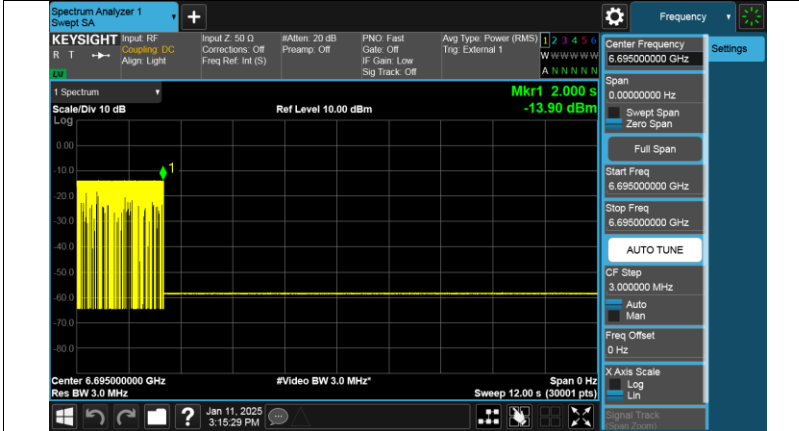 Spectrum Analyzer 1
Swept SA
Frequency
KEYSIGHT
R T
Input: RF
Coupling: DC
Align: Light
Input Z: 50 Ω
Corrections: Off
Freq Ref: Int (S)
#Atten: 20 dB
Preamp: Off
PNO: Fast
Gate: Off
IF Gain: Low
Sig Track: Off
Avg Type: Power (RMS)
Trig: External 1
1 2 3 4 5 6
W W W W W W
A N N N N N
1 Spectrum
Mkr1 2.000 s
Scale/Div 10 dB
Ref Level 10.00 dBm
-13.90 dBm
Log
0.00
-10.0
-20.0
-30.0
-40.0
-50.0
-60.0
-70.0
-80.0
1
Center 6.695000000 GHz
Res BW 3.0 MHz
#Video BW 3.0 MHz*
Span 0 Hz
Sweep 12.00 s (30001 pts)
Jan 11, 2025
3:15:29 PM
Center Frequency
6.695000000 GHz
Span
0.00000000 Hz
Swept Span
Zero Span
Full Span
Start Freq
6.695000000 GHz
Stop Freq
6.695000000 GHz
AUTO TUNE
CF Step
3.000000 MHz
Auto
Man
Freq Offset
0 Hz
X Axis Scale
Log
Lin
Signal Track
(Span Zoom)
Settings